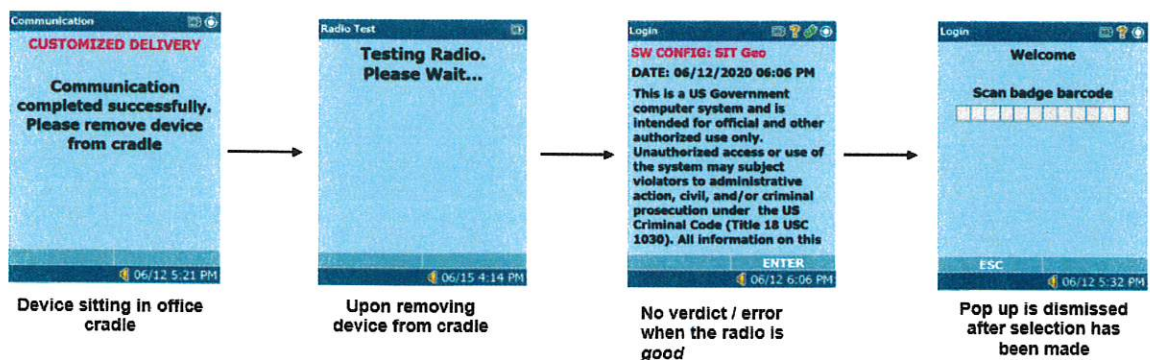 Communication
CUSTOMIZED DELIVERY
Communication
completed successfully.
Please remove device
from cradle
06/12 5:21 PM
Device sitting in office
cradle
Radio Test
Testing Radio.
Please Wait...
06/15 4:14 PM
Upon removing
device from cradle
Login
SW CONFIG: SIT Geo
DATE: 06/12/2020 06:06 PM
This is a US Government
computer system and is
intended for official and other
authorized use only.
Unauthorized access or use of
the system may subject
violators to administrative
action, civil, and/or criminal
prosecution under the US
Criminal Code (Title 18 USC
1030). All information on this
ENTER
06/12 6:06 PM
No verdict / error
when the radio is
good
Login
Welcome
Scan badge barcode
ESC
06/12 5:32 PM
Pop up is dismissed
after selection has
been made